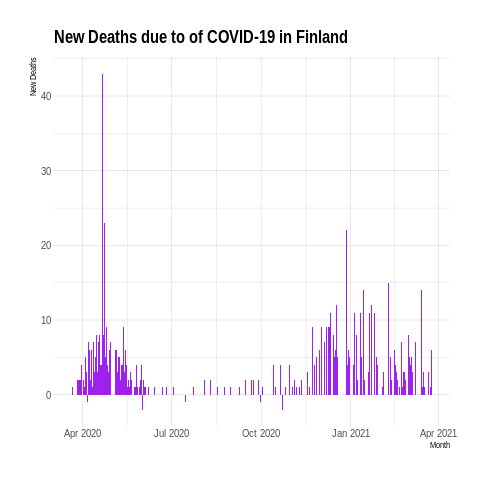 New Deaths due to of COVID-19 in Finland
New Deaths
40
30
20
10
0
Apr 2020
Jul 2020
Oct 2020
Jan 2021
Apr 2021
Month